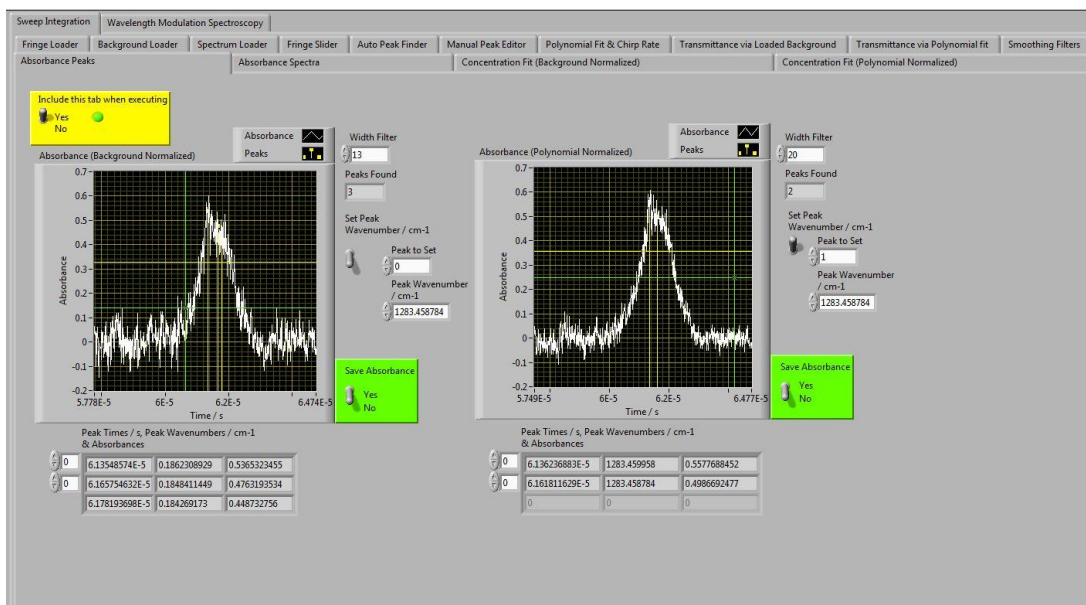 Sweep Integration Wavelength Modulation Spectroscopy
Fringe Loader Background Loader Spectrum Loader Fringe Slider Auto Peak Finder Manual Peak Editor Polynomial Fit & Chirp Rate Transmittance via Loaded Background Transmittance via Polynomial fit Smoothing Filters
Absorbance Peaks Absorbance Spectra Concentration Fit (Background Normalized) Concentration Fit (Polynomial Normalized)
Include this tab when executing
Yes
No
Absorbance (Background Normalized)
Absorbance
Peaks
Width Filter
13
Peaks Found
3
Set Peak
Wavenumber / cm-1
Peak to Set
0
Peak Wavenumber
/ cm-1
1283.458784
0.7
0.6
0.5
0.4
0.3
0.2
0.1
0
-0.1
-0.2
Absorbance
5.778E-5 6E-5 6.2E-5 6.474E-5
Time / s
Save Absorbance
Yes
No
Peak Times / s, Peak Wavenumbers / cm-1
& Absorbances
0 6.13548574E-5 0.1862308929 0.5365323455
0 6.165754632E-5 0.1848411449 0.4763193534
6.178193698E-5 0.184269173 0.448732756
Absorbance (Polynomial Normalized)
Absorbance
Peaks
Width Filter
20
Peaks Found
2
Set Peak
Wavenumber / cm-1
Peak to Set
1
Peak Wavenumber
/ cm-1
1283.458784
0.7
0.6
0.5
0.4
0.3
0.2
0.1
0
-0.1
-0.2
Absorbance
5.749E-5 6E-5 6.2E-5 6.477E-5
Time / s
Save Absorbance
Yes
No
Peak Times / s, Peak Wavenumbers / cm-1
& Absorbances
0 6.136236883E-5 1283.459958 0.5577688452
0 6.161811629E-5 1283.458784 0.4986692477
0 0 0